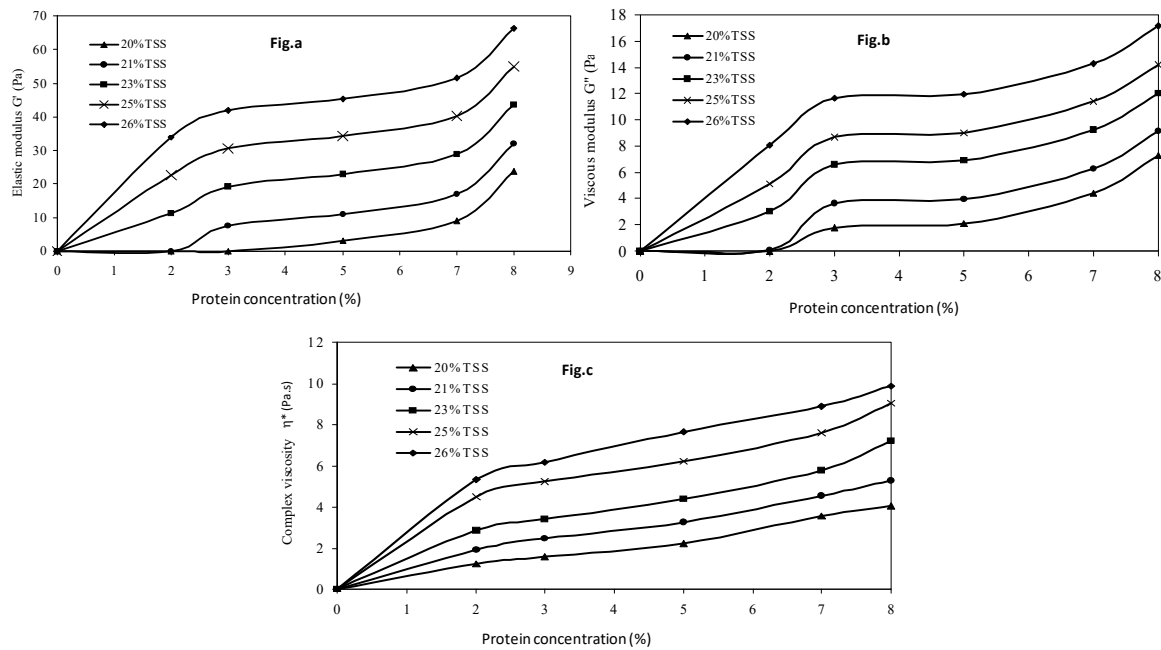 Fig.a
Elastic modulus G' (Pa
70
60
50
40
30
20
10
0
20%TSS
21%TSS
23%TSS
25%TSS
26%TSS
0 1 2 3 4 5 6 7 8 9
Protein concentration (%)
Fig.b
Viscous modulus G" (Pa
18
16
14
12
10
8
6
4
2
0
20%TSS
21%TSS
23%TSS
25%TSS
26%TSS
0 1 2 3 4 5 6 7 8
Protein concentration (%)
Fig.c
Complex viscosity η* (Pa.s)
12
10
8
6
4
2
0
20%TSS
21%TSS
23%TSS
25%TSS
26%TSS
0 1 2 3 4 5 6 7 8
Protein concentration (%)